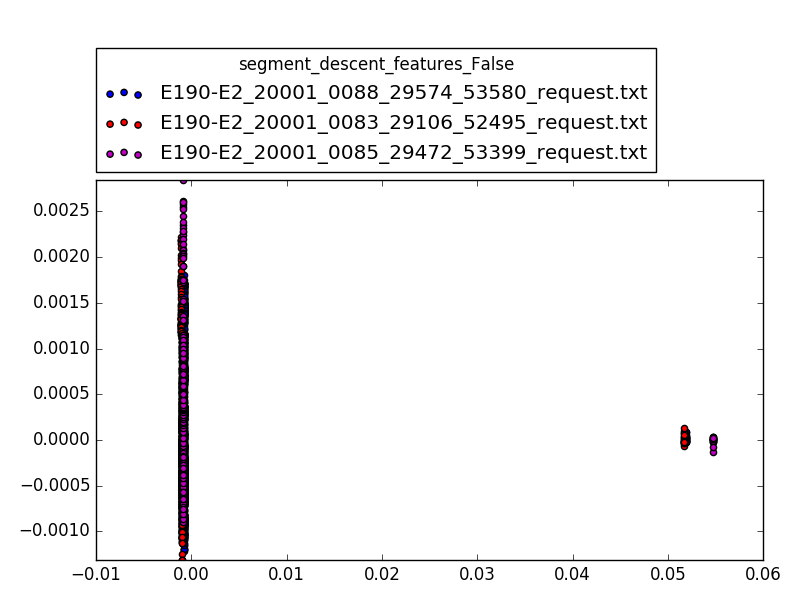 segment_descent_features_False
E190-E2_20001_0088_29574_53580_request.txt
E190-E2_20001_0083_29106_52495_request.txt
E190-E2_20001_0085_29472_53399_request.txt
0.0025
0.0020
0.0015
0.0010
0.0005
0.0000
−0.0005
−0.0010
−0.01 0.00 0.01 0.02 0.03 0.04 0.05 0.06